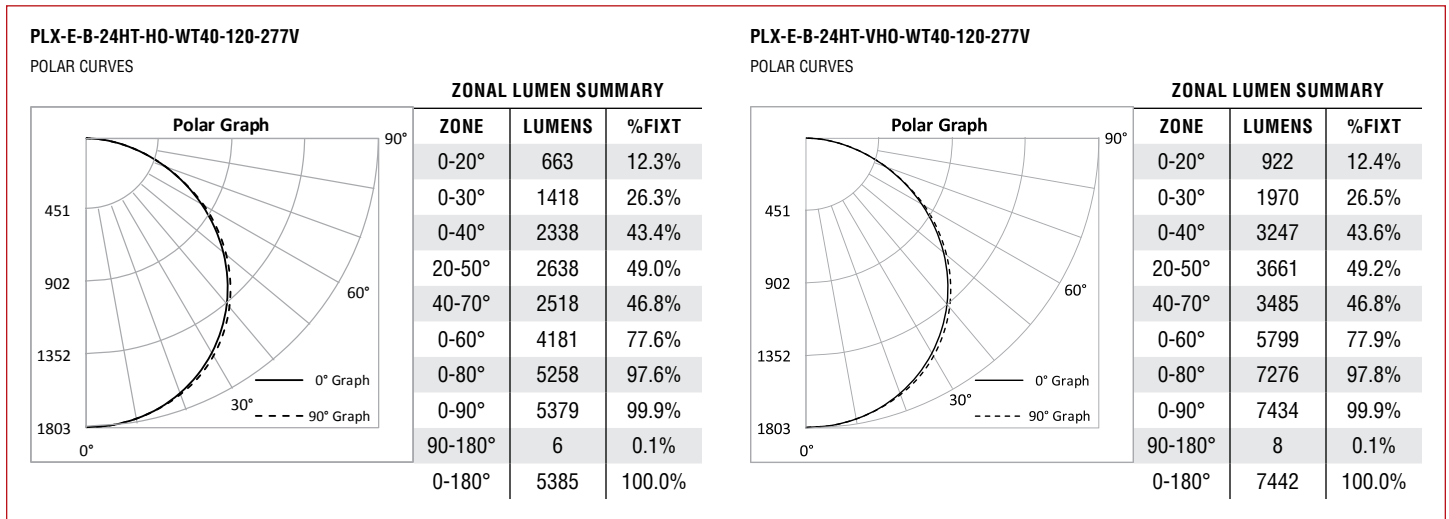 PLX-E-B-24HT-HO-WT40-120-277V
POLAR CURVES
ZONAL LUMEN SUMMARY
Polar Graph
90°
60°
30°
0°
451
902
1352
1803
0° Graph
90° Graph
ZONE LUMENS %FIXT
0-20° 663 12.3%
0-30° 1418 26.3%
0-40° 2338 43.4%
20-50° 2638 49.0%
40-70° 2518 46.8%
0-60° 4181 77.6%
0-80° 5258 97.6%
0-90° 5379 99.9%
90-180° 6 0.1%
0-180° 5385 100.0%
PLX-E-B-24HT-VHO-WT40-120-277V
POLAR CURVES
ZONAL LUMEN SUMMARY
Polar Graph
90°
60°
30°
0°
451
902
1352
1803
0° Graph
90° Graph
ZONE LUMENS %FIXT
0-20° 922 12.4%
0-30° 1970 26.5%
0-40° 3247 43.6%
20-50° 3661 49.2%
40-70° 3485 46.8%
0-60° 5799 77.9%
0-80° 7276 97.8%
0-90° 7434 99.9%
90-180° 8 0.1%
0-180° 7442 100.0%